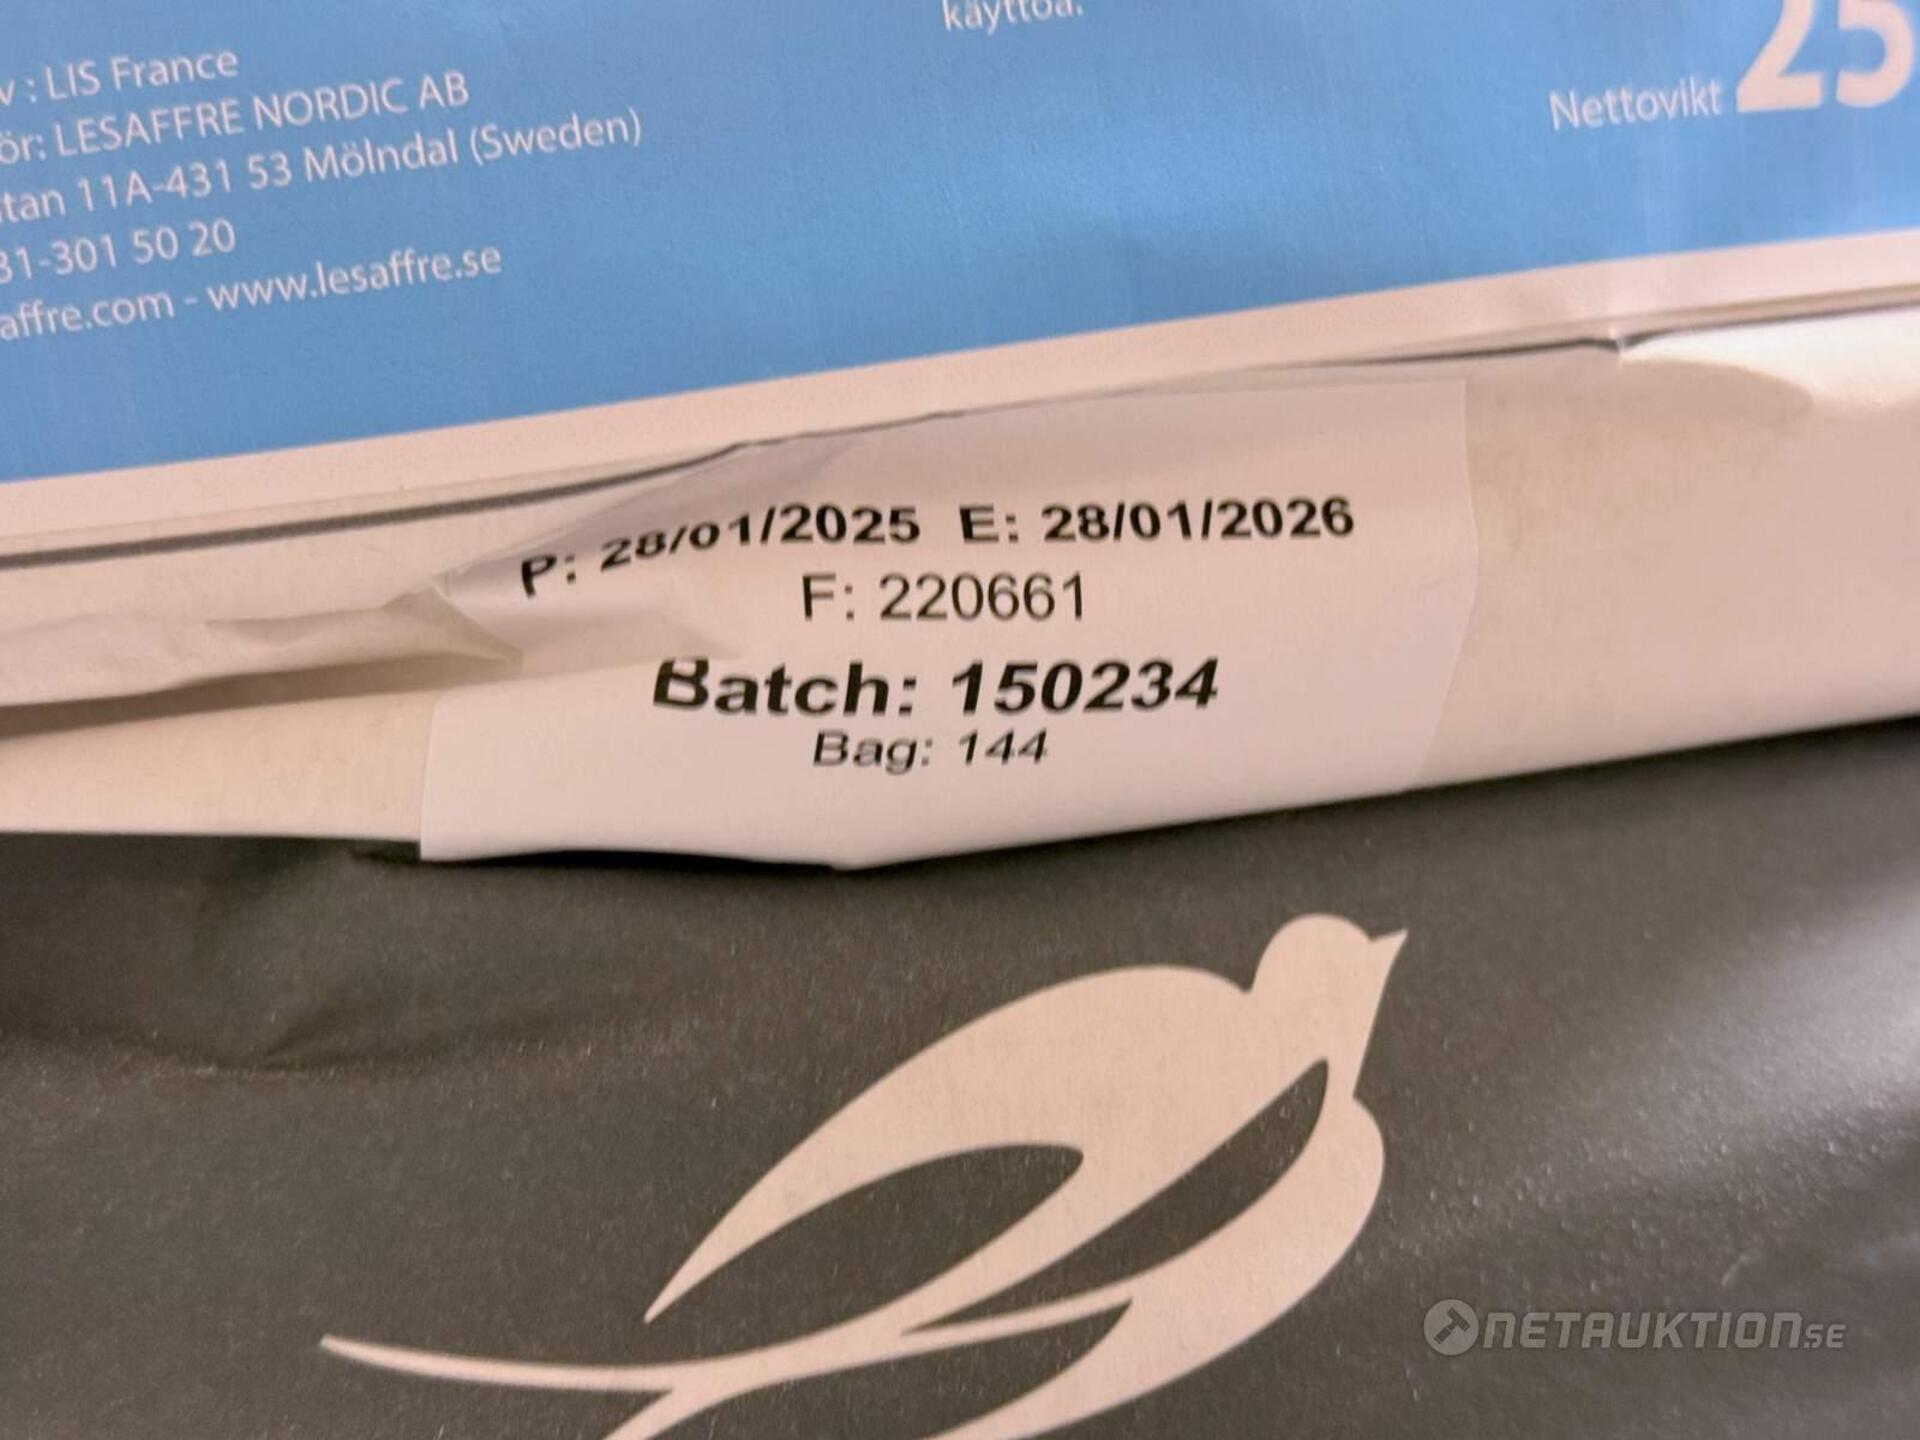 käyttöä.
v : LIS France
ör: LESAFFRE NORDIC AB
tan 11A-431 53 Mölndal (Sweden)
31-301 50 20
affre.com - www.lesaffre.se
Nettovikt 25
P: 28/01/2025 E: 28/01/2026
F: 220661
Batch: 150234
Bag: 144
NETAUKTION.SE